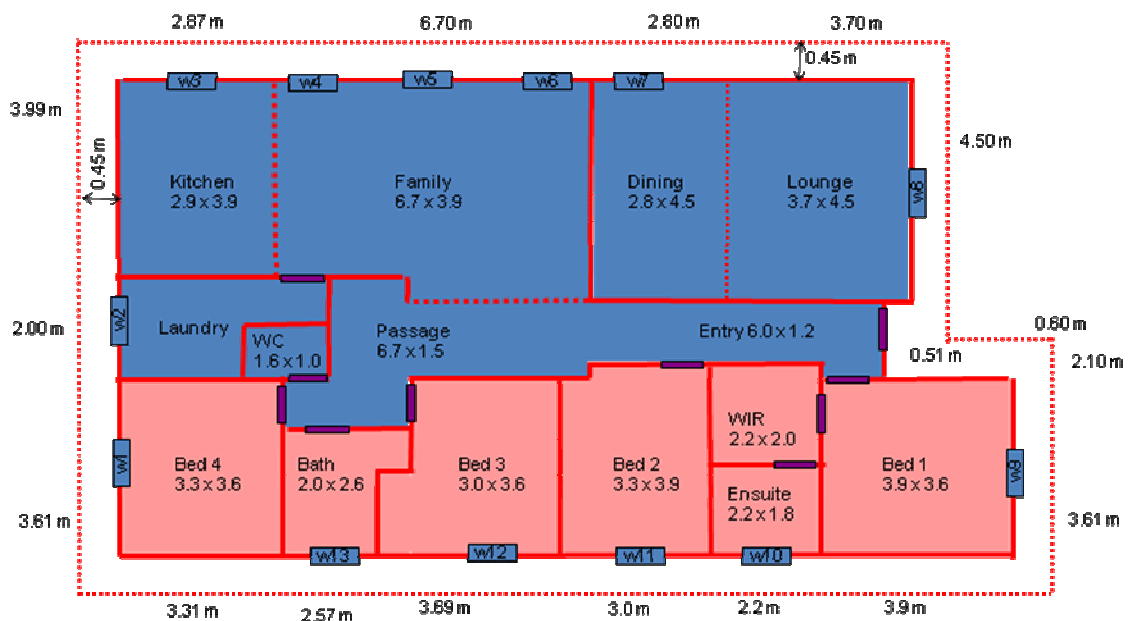 2.87 m
6.70 m
2.80 m
3.70 m
0.45 m
w3
w4
w5
w6
w7
3.99 m
4.50 m
0.45 m
Kitchen
2.9 x 3.9
Family
6.7 x 3.9
Dining
2.8 x 4.5
Lounge
3.7 x 4.5
w8
w2
2.00 m
Laundry
WC
1.6 x 1.0
Passage
6.7 x 1.5
Entry 6.0 x 1.2
0.60 m
0.51 m
2.10 m
WIR
2.2 x 2.0
w1
Bed 4
3.3 x 3.6
Bath
2.0 x 2.6
Bed 3
3.0 x 3.6
Bed 2
3.3 x 3.9
Bed 1
3.9 x 3.6
w9
Ensuite
2.2 x 1.8
3.61 m
3.61 m
w13
w12
w11
w10
3.31 m
2.57 m
3.69 m
3.0 m
2.2 m
3.9 m